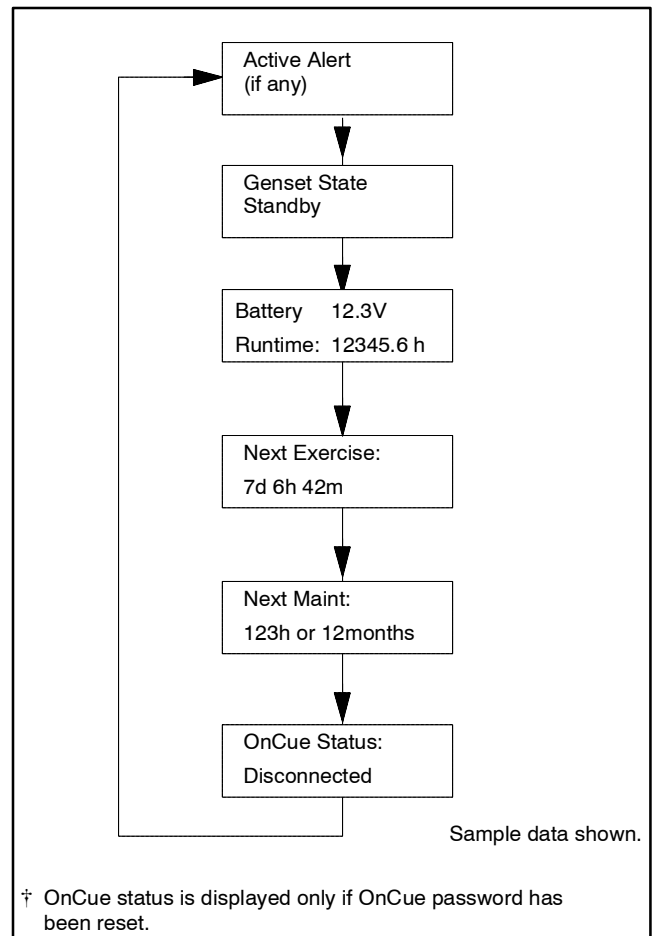 Active Alert
(if any)
Genset State
Standby
Battery 12.3V
Runtime: 12345.6 h
Next Exercise:
7d 6h 42m
Next Maint:
123h or 12months
OnCue Status:
Disconnected
Sample data shown.
† OnCue status is displayed only if OnCue password has
been reset.